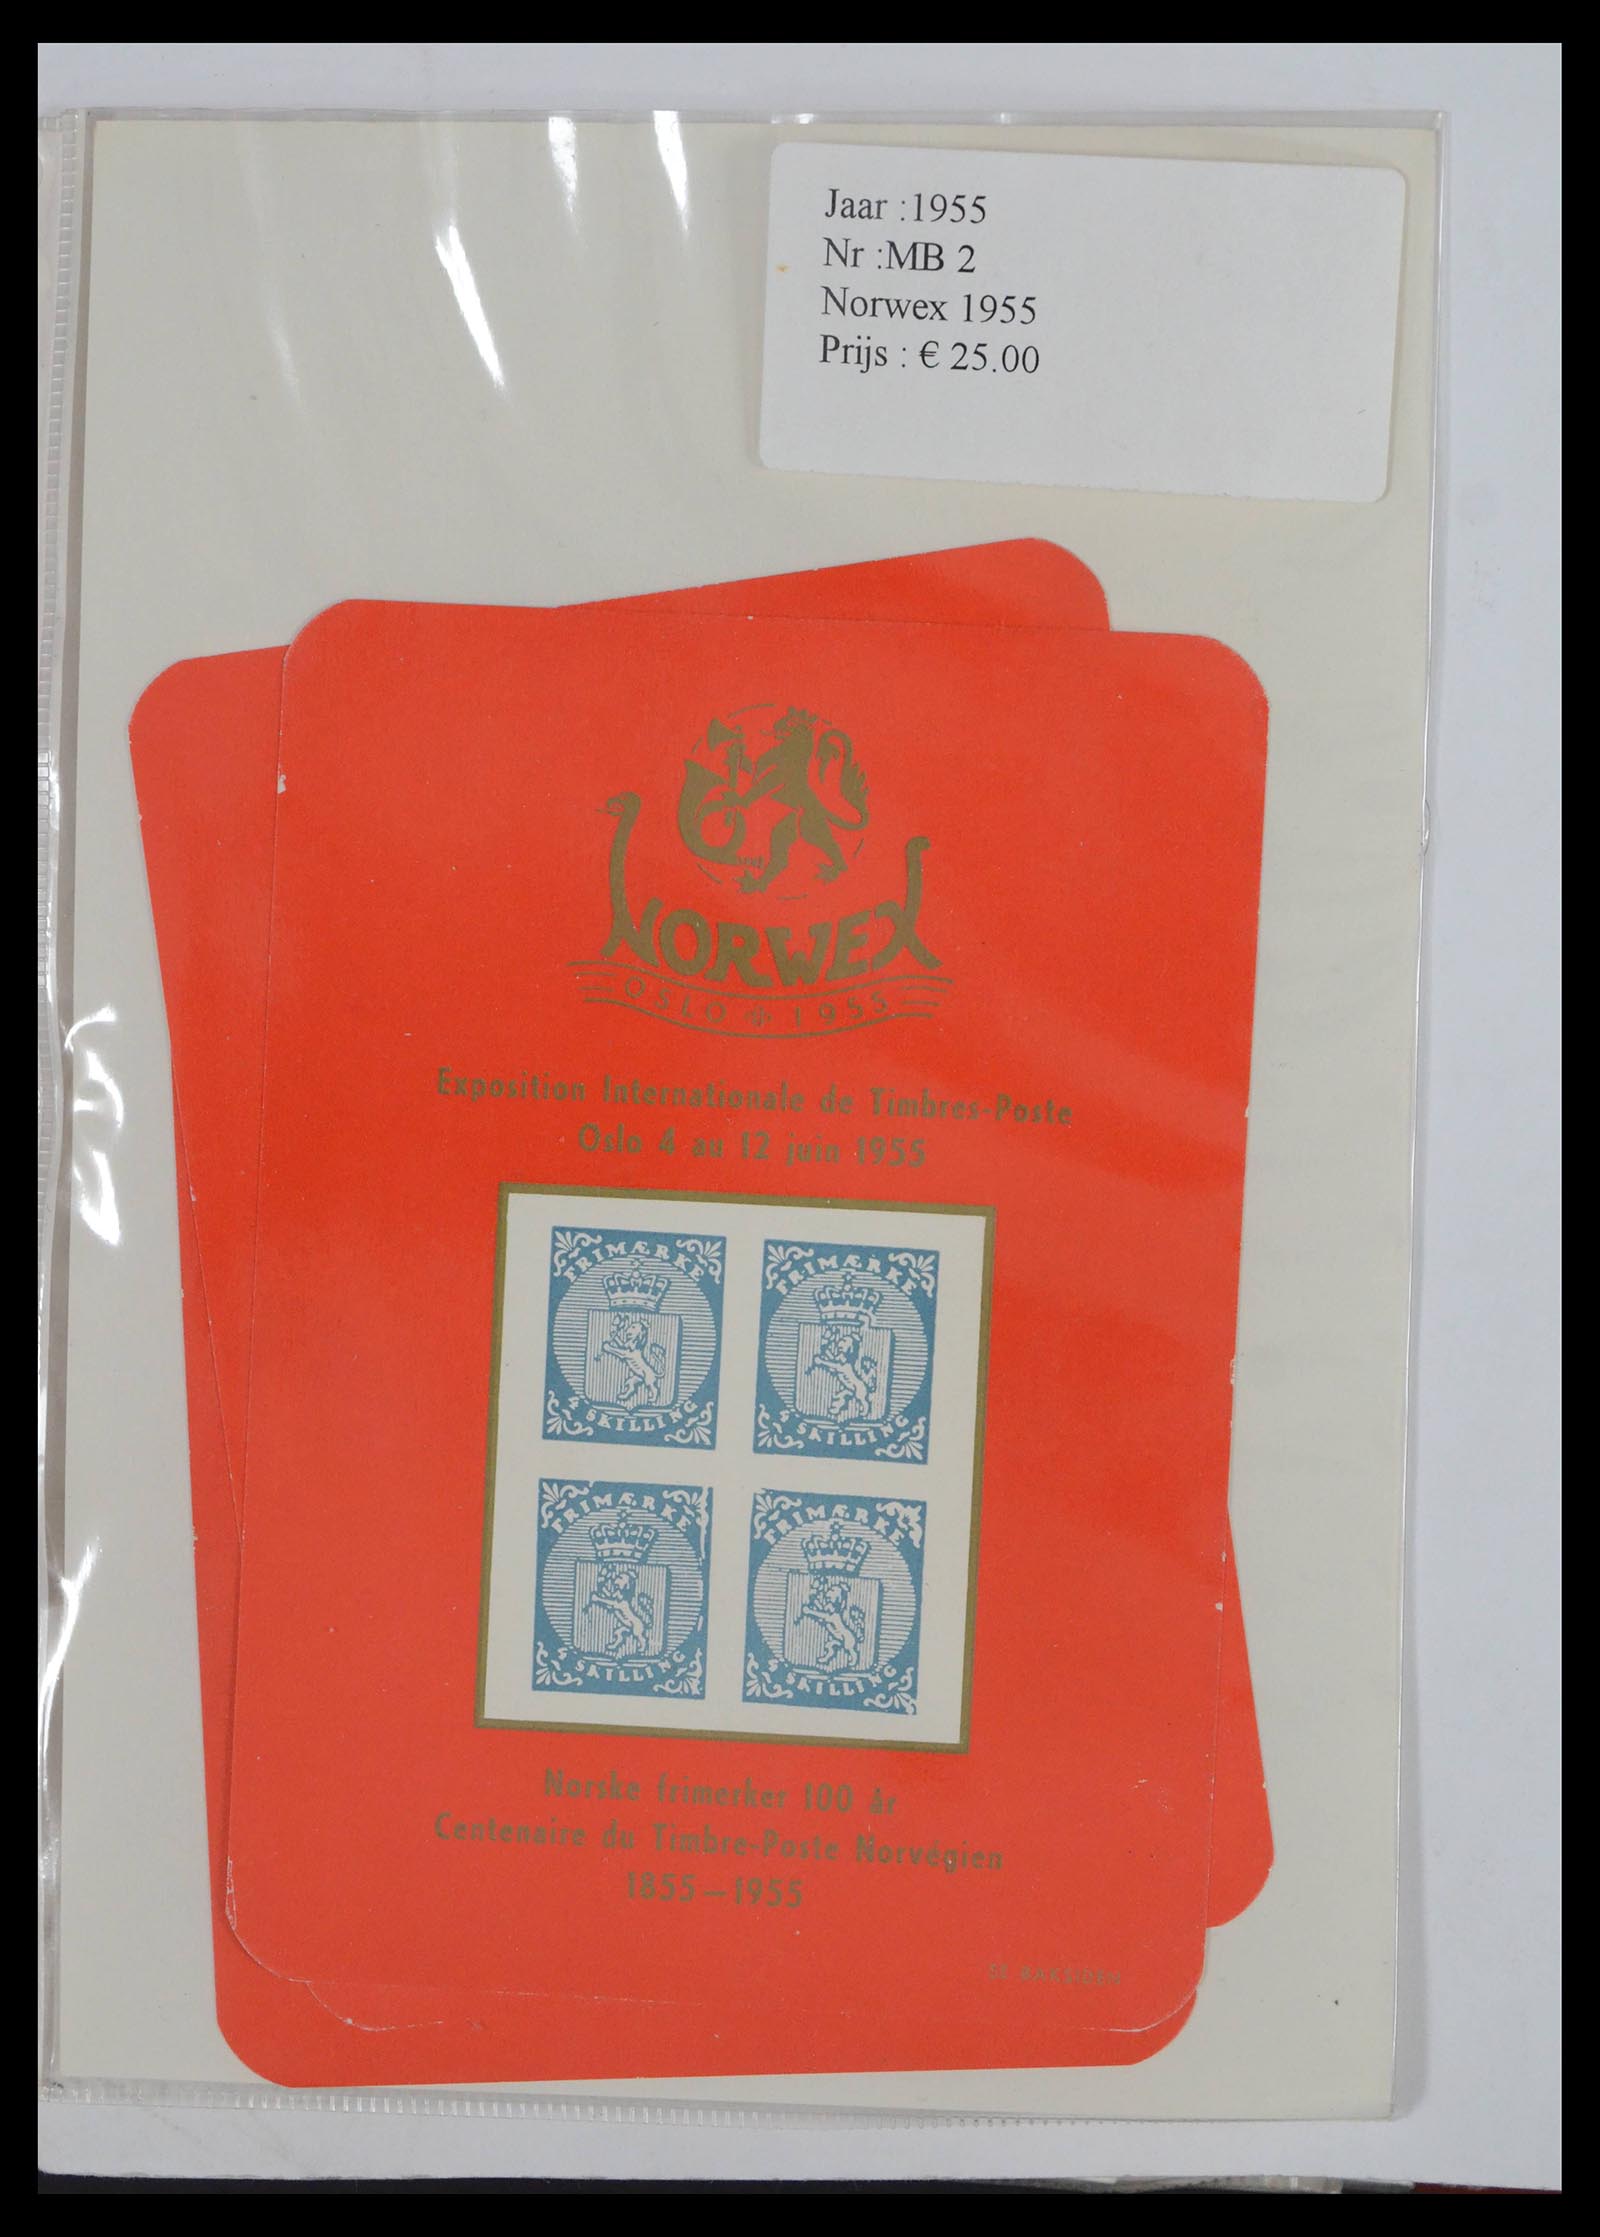 Jaar :1955
Nr :MB 2
Norwex 1955
Prijs : € 25.00
NORWEX
OSLO 1955
Exposition Internationale de Timbres-Poste
Oslo 4 au 12 juin 1955
FRIMÆRKE FRIMÆRKE
4 SKILLING 4 SKILLING
FRIMÆRKE FRIMÆRKE
4 SKILLING 4 SKILLING
Norske frimerker 100 år
Centenaire du Timbre-Poste Norvégien
1855—1955
SE BAKSIDEN